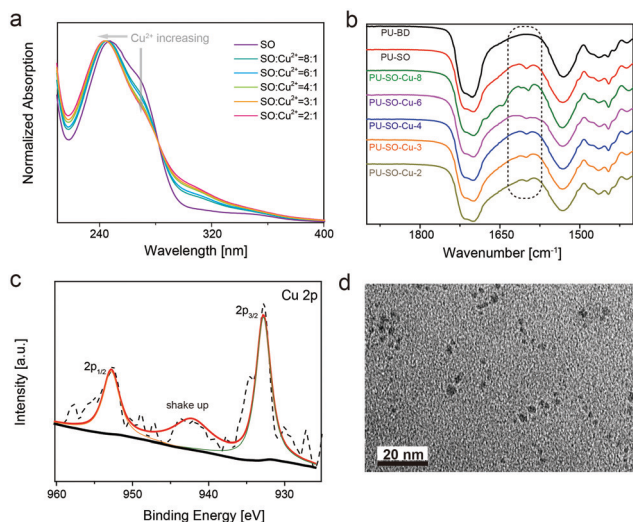 a
Cu²⁺ increasing
SO
SO:Cu²⁺=8:1
SO:Cu²⁺=6:1
SO:Cu²⁺=4:1
SO:Cu²⁺=3:1
SO:Cu²⁺=2:1
Normalized Absorption
240 320 400
Wavelength [nm]
b
PU-BD
PU-SO
PU-SO-Cu-8
PU-SO-Cu-6
PU-SO-Cu-4
PU-SO-Cu-3
PU-SO-Cu-2
1800 1650 1500
Wavenumber [cm⁻¹]
c
Cu 2p
2p₃/₂
2p₁/₂
shake up
Intensity [a.u.]
960 950 940 930
Binding Energy [eV]
d
20 nm